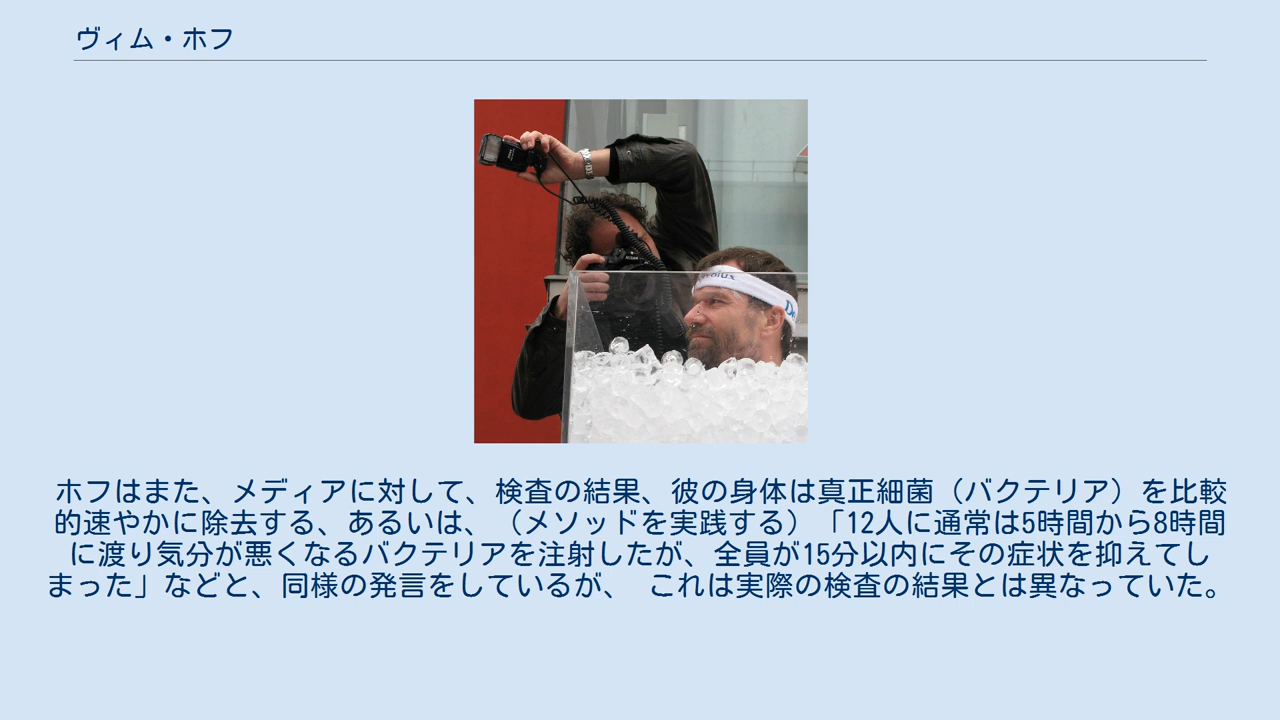 ヴィム・ホフ
ホフはまた、メディアに対して、検査の結果、彼の身体は真正細菌（バクテリア）を比較
的速やかに除去する、あるいは、（メソッドを実践する）「12人に通常は5時間から8時間
に渡り気分が悪くなるバクテリアを注射したが、全員が15分以内にその症状を抑えてし
まった」などと、同様の発言をしているが、 これは実際の検査の結果とは異なっていた。